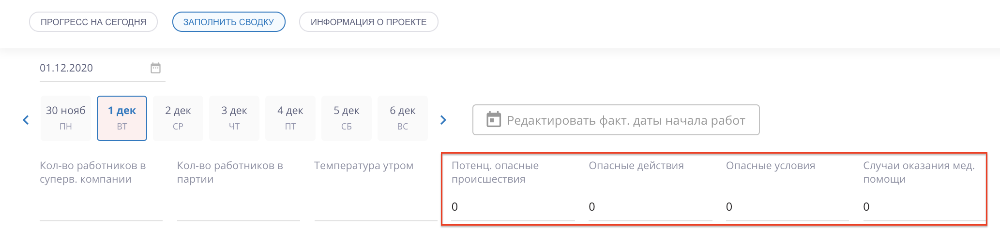 ПРОГРЕСС НА СЕГОДНЯ
ЗАПОЛНИТЬ СВОДКУ
ИНФОРМАЦИЯ О ПРОЕКТЕ
01.12.2020
30 нояб
ПН
1 дек
ВТ
2 дек
СР
3 дек
ЧТ
4 дек
ПТ
5 дек
СБ
6 дек
ВС
Редактировать факт. даты начала работ
Кол-во работников в
суперв. компании
Кол-во работников в
партии
Температура утром
Потенц. опасные
происшествия
0
Опасные действия
0
Опасные условия
0
Случаи оказания мед.
помощи
0